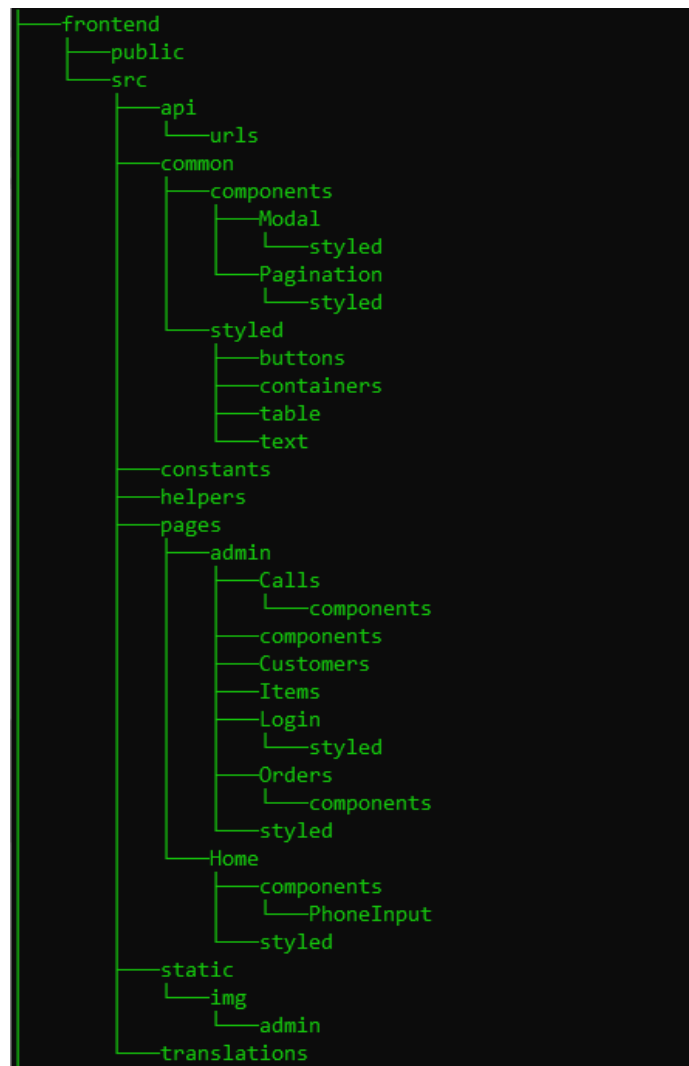 frontend
public
src
api
urls
common
components
Modal
styled
Pagination
styled
styled
buttons
containers
table
text
constants
helpers
pages
admin
Calls
components
components
Customers
Items
Login
styled
Orders
components
styled
Home
components
PhoneInput
styled
static
img
admin
translations